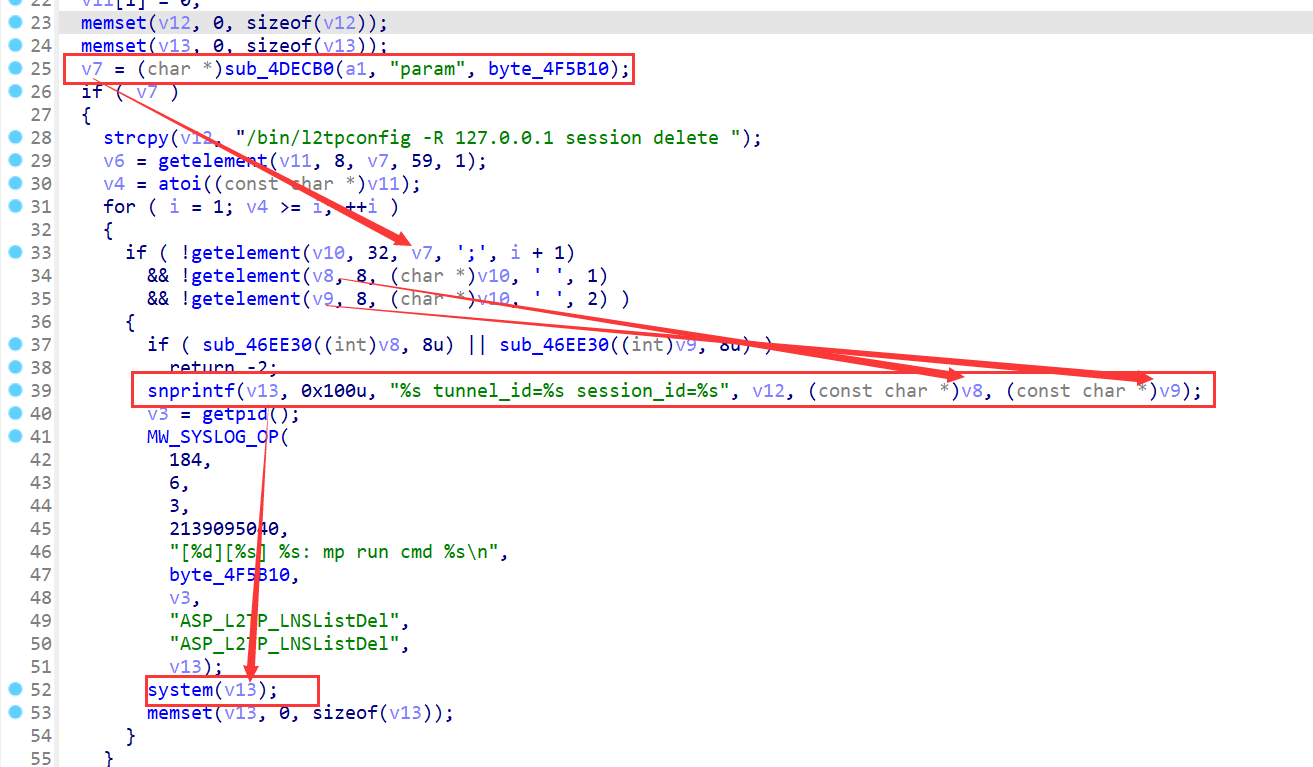 22 v11[1] = 0;
23 memset(v12, 0, sizeof(v12));
24 memset(v13, 0, sizeof(v13));
25 v7 = (char *)sub_4DECB0(a1, "param", byte_4F5B10);
26 if ( v7 )
27 {
28 strcpy(v12, "/bin/l2tpconfig -R 127.0.0.1 session delete ");
29 v6 = getelement(v11, 8, v7, 59, 1);
30 v4 = atoi((const char *)v11);
31 for ( i = 1; v4 >= i; ++i )
32 {
33 if ( !getelement(v10, 32, v7, ';', i + 1)
34 && !getelement(v8, 8, (char *)v10, ' ', 1)
35 && !getelement(v9, 8, (char *)v10, ' ', 2) )
36 {
37 if ( sub_46EE30((int)v8, 8u) || sub_46EE30((int)v9, 8u) )
38 return -2;
39 snprintf(v13, 0x100u, "%s tunnel_id=%s session_id=%s", v12, (const char *)v8, (const char *)v9);
40 v3 = getpid();
41 MW_SYSLOG_OP(
42 184,
43 6,
44 3,
45 2139095040,
46 "[%d][%s] %s: mp run cmd %s\n",
47 byte_4F5B10,
48 v3,
49 "ASP_L2TP_LNSListDel",
50 "ASP_L2TP_LNSListDel",
51 v13);
52 system(v13);
53 memset(v13, 0, sizeof(v13));
54 }
55 }